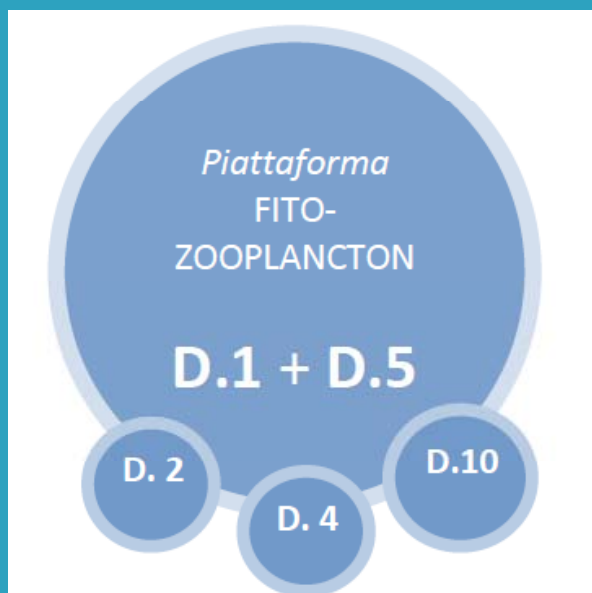 Piattaforma
FITO-
ZOOPLANCTON
D.1 + D.5
D. 2
D. 4
D.10